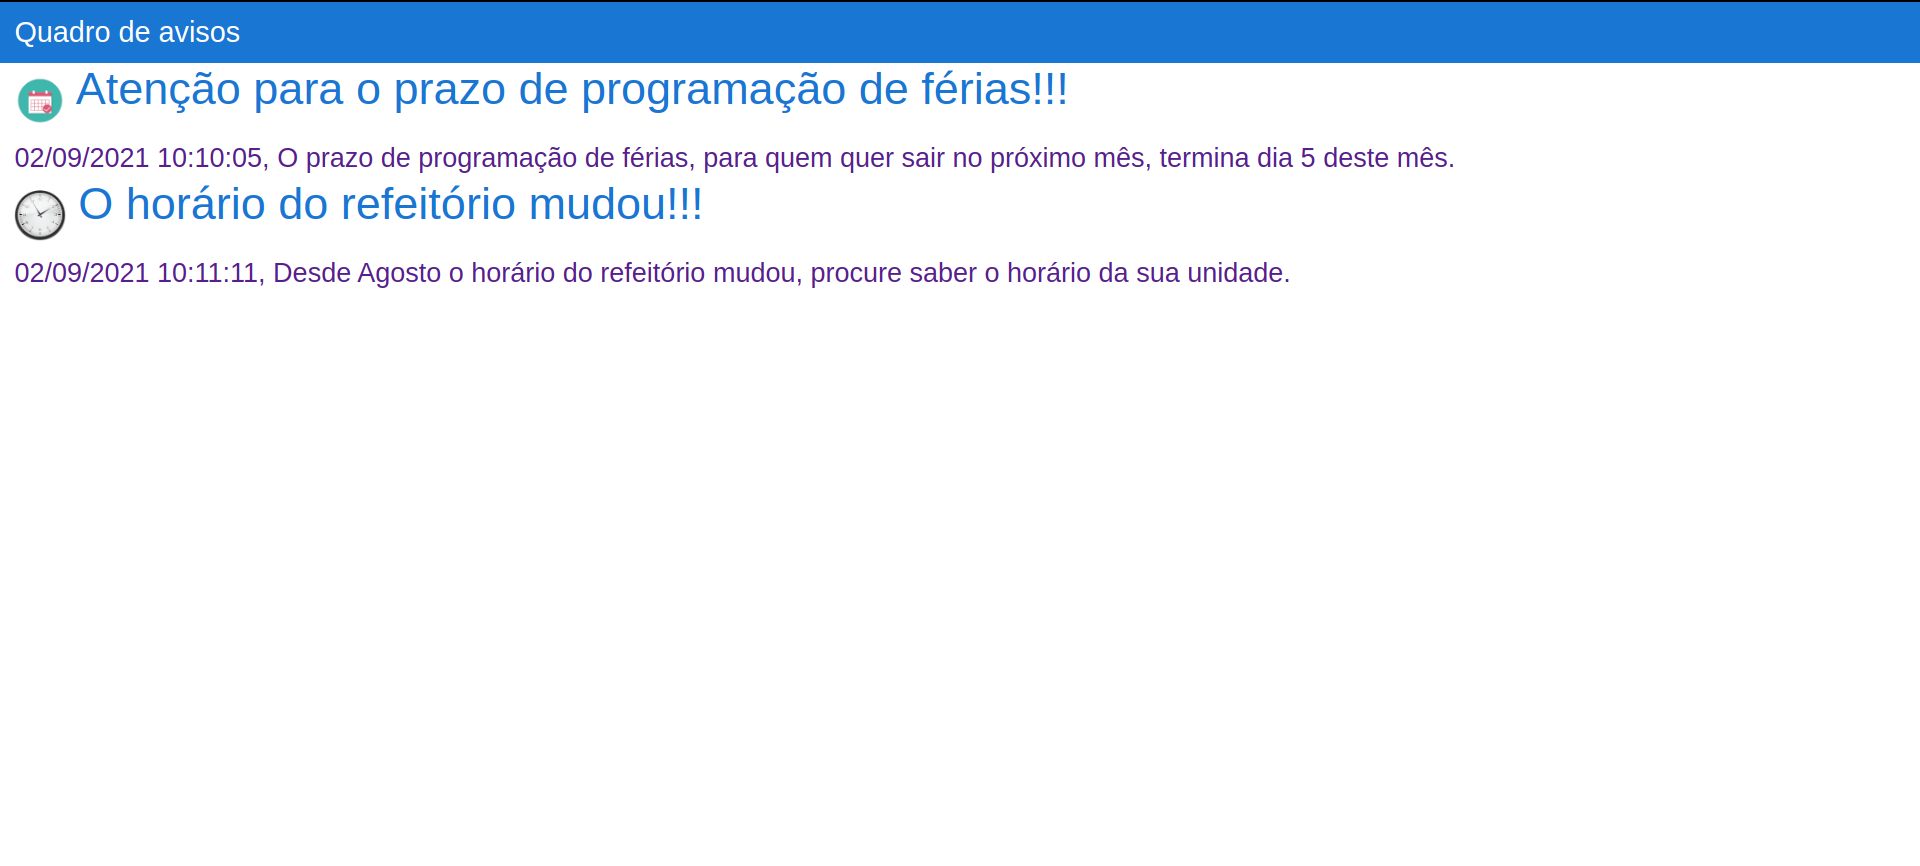 Quadro de avisos
Atenção para o prazo de programação de férias!!!
02/09/2021 10:10:05, O prazo de programação de férias, para quem quer sair no próximo mês, termina dia 5 deste mês.
O horário do refeitório mudou!!!
02/09/2021 10:11:11, Desde Agosto o horário do refeitório mudou, procure saber o horário da sua unidade.